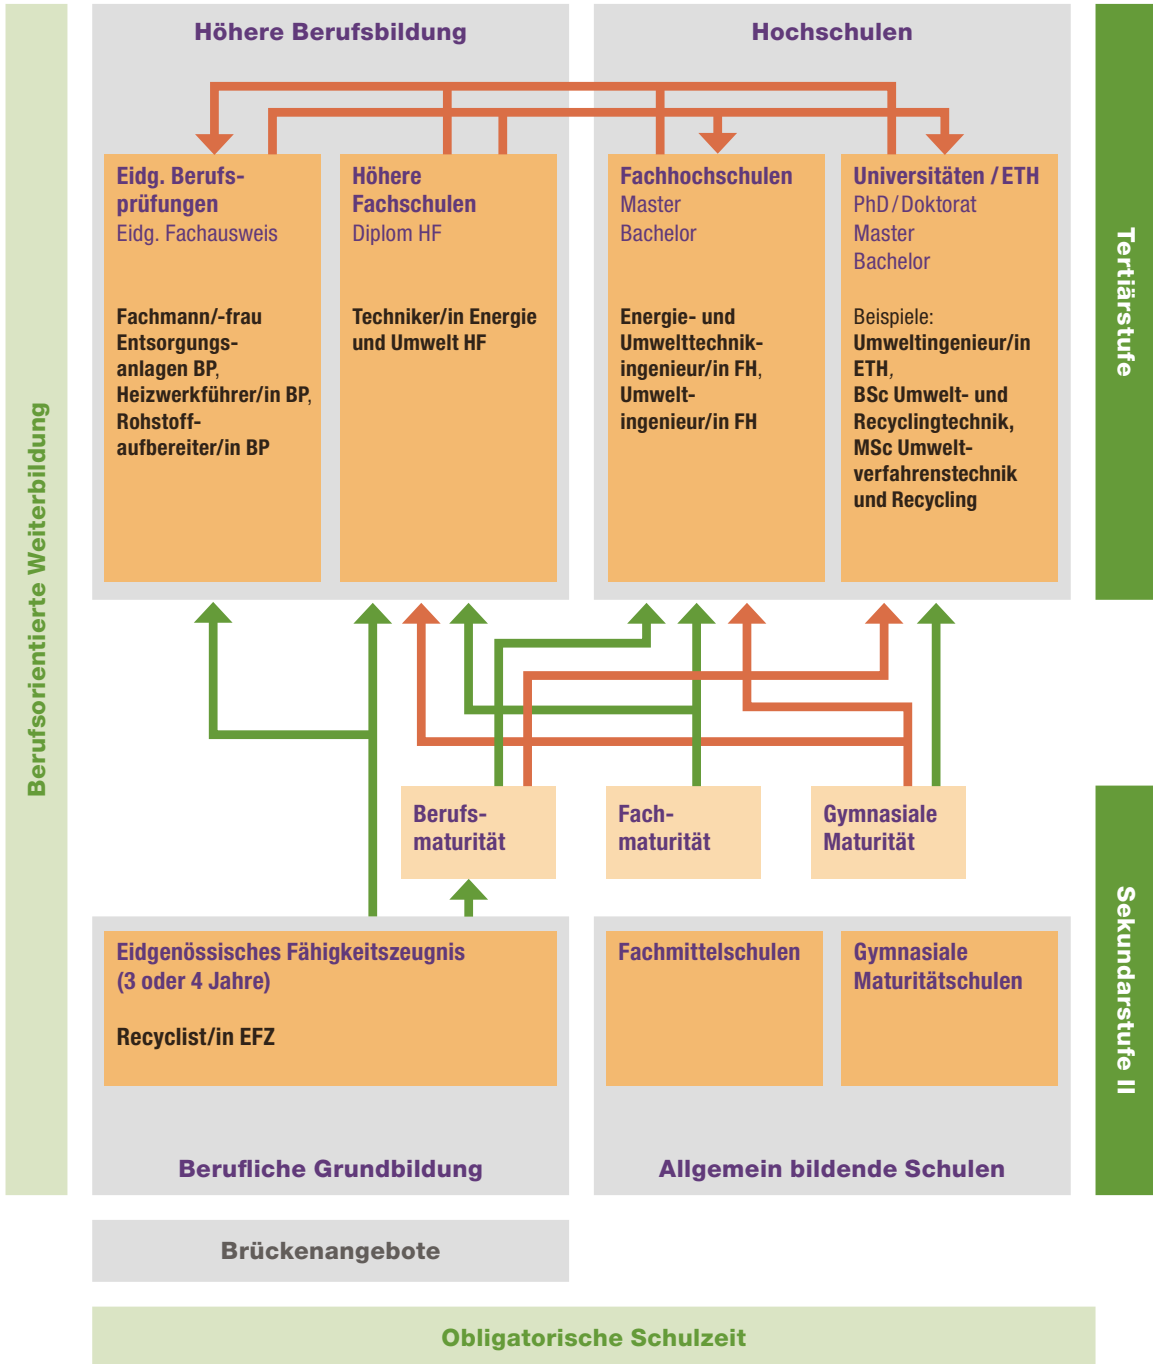 Höhere Berufsbildung
Hochschulen
Eidg. Berufs-
prüfungen
Eidg. Fachausweis
Fachmann/-frau
Entsorgungs-
anlagen BP,
Heizwerkführer/in BP,
Rohstoff-
aufbereiter/in BP
Höhere
Fachschulen
Diplom HF
Techniker/in Energie
und Umwelt HF
Fachhochschulen
Master
Bachelor
Energie- und
Umwelttechnik-
ingenieur/in FH,
Umwelt-
ingenieur/in FH
Universitäten / ETH
PhD / Doktorat
Master
Bachelor
Beispiele:
Umweltingenieur/in
ETH,
BSc Umwelt- und
Recyclingtechnik,
MSc Umwelt-
verfahrenstechnik
und Recycling
Tertiärstufe
Berufsorientierte Weiterbildung
Berufs-
maturität
Fach-
maturität
Gymnasiale
Maturität
Eidgenössisches Fähigkeitszeugnis
(3 oder 4 Jahre)
Recyclist/in EFZ
Fachmittelschulen
Gymnasiale
Maturitätschulen
Sekundarstufe II
Berufliche Grundbildung
Allgemein bildende Schulen
Brückenangebote
Obligatorische Schulzeit